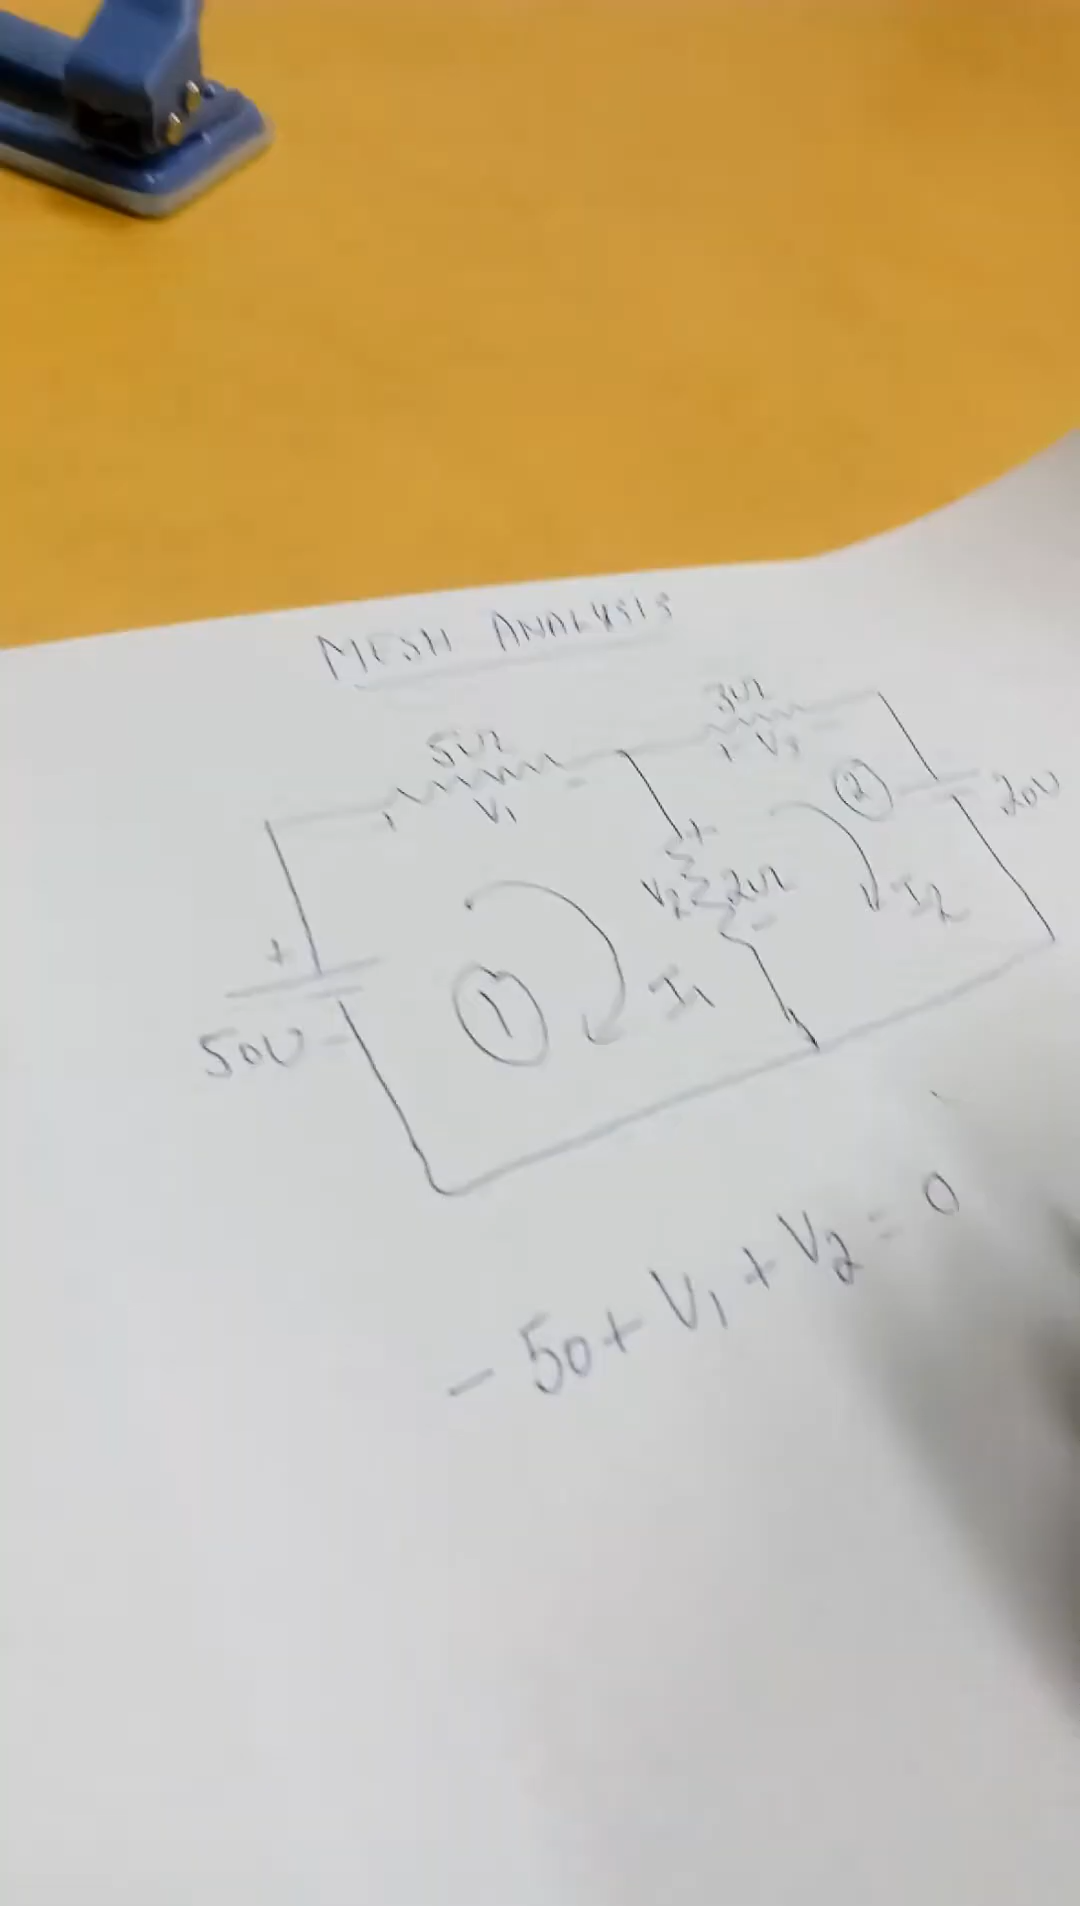 MESH ANALYSIS
5Ω 3Ω
+ V₁ - + V₃ -
+ 50V -
+ V₂ 2Ω -
② 20V
① I₁ I₂
- 50 + V₁ + V₂ = 0